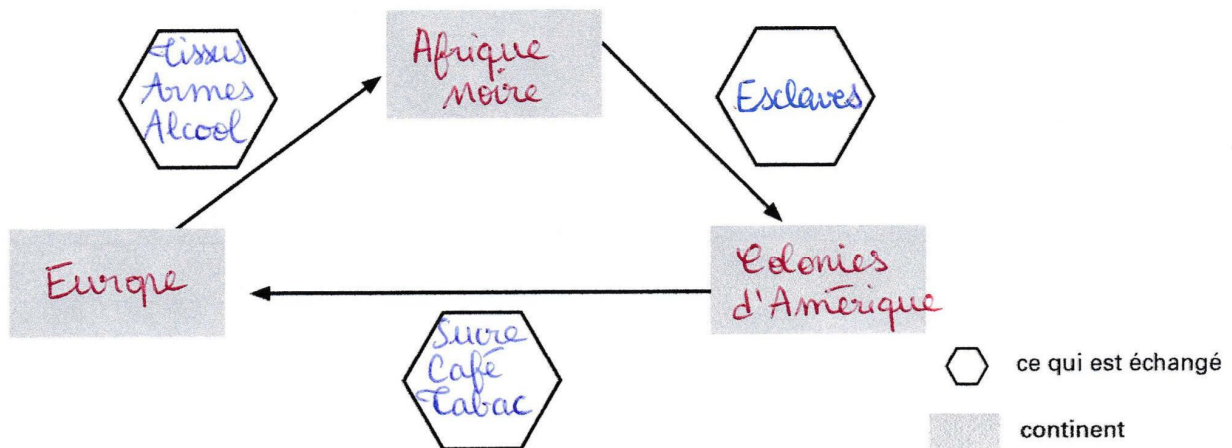 Tissus
Armes
Alcool
Afrique
noire
Esclaves
Europe
Colonies
d'Amérique
Sucre
Café
Tabac
ce qui est échangé
continent